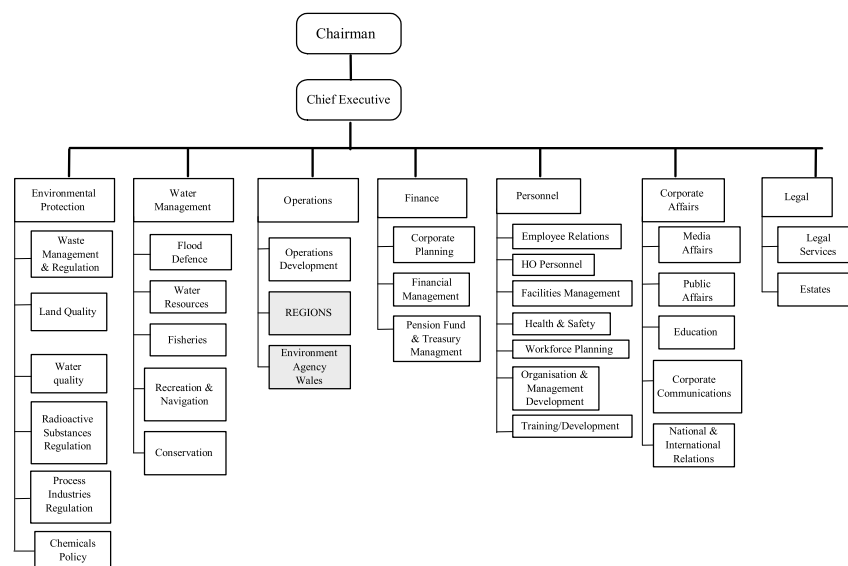 Chairman
Chief Executive
Environmental
Protection
Waste
Management
& Regulation
Land Quality
Water
quality
Radioactive
Substances
Regulation
Process
Industries
Regulation
Chemicals
Policy
Water
Management
Flood
Defence
Water
Resources
Fisheries
Recreation &
Navigation
Conservation
Operations
Operations
Development
REGIONS
Environment
Agency
Wales
Finance
Corporate
Planning
Financial
Management
Pension Fund
& Treasury
Managment
Personnel
Employee Relations
HO Personnel
Facilities Management
Health & Safety
Workforce Planning
Organisation &
Management
Development
Training/Development
Corporate
Affairs
Media
Affairs
Public
Affairs
Education
Corporate
Communications
National &
International
Relations
Legal
Legal
Services
Estates